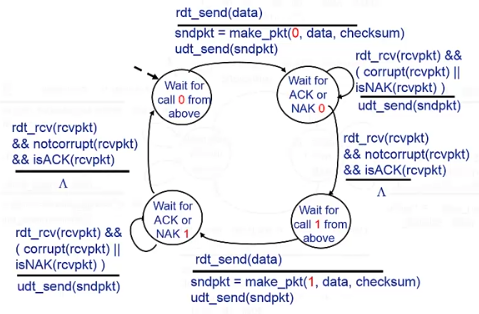 rdt_send(data)
sndpkt = make_pkt(0, data, checksum)
udt_send(sndpkt)
Wait for
call 0 from
above
Wait for
ACK or
NAK 0
rdt_rcv(rcvpkt) &&
( corrupt(rcvpkt) ||
isNAK(rcvpkt) )
udt_send(sndpkt)
rdt_rcv(rcvpkt)
&& notcorrupt(rcvpkt)
&& isACK(rcvpkt)
Λ
rdt_rcv(rcvpkt)
&& notcorrupt(rcvpkt)
&& isACK(rcvpkt)
Λ
Wait for
ACK or
NAK 1
Wait for
call 1 from
above
rdt_rcv(rcvpkt) &&
( corrupt(rcvpkt) ||
isNAK(rcvpkt) )
udt_send(sndpkt)
rdt_send(data)
sndpkt = make_pkt(1, data, checksum)
udt_send(sndpkt)